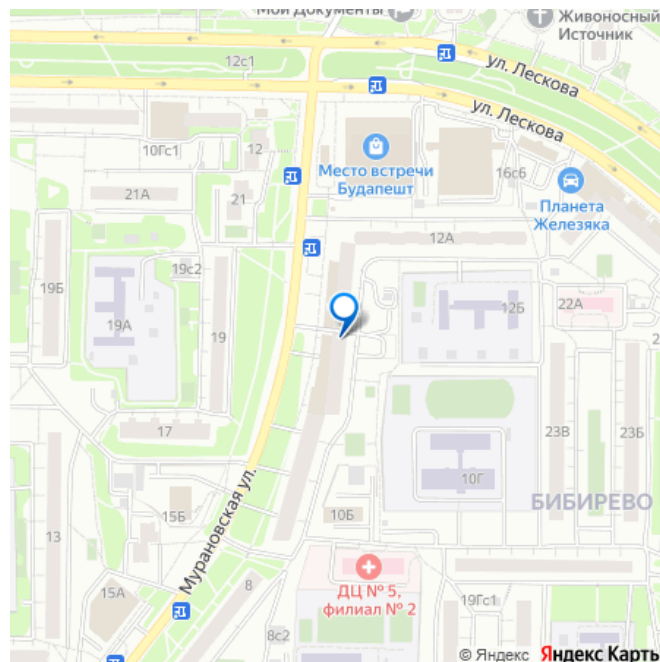 Мои Документы
Живоносный
Источник
12с1
ул. Лескова
ул. Лескова
10Гс1
12
Место встречи
Будапешт
16с6
21А
21
Планета
Железяка
12А
19с2
19Б
19А
19
12Б
22А
17
23В
23Б
10Г
Мурановская ул.
15Б
10Б
БИБИРЕВО
13
ДЦ № 5,
филиал № 2
15А
8
8с2
19Гс1
© Яндекс Яндекс Карты